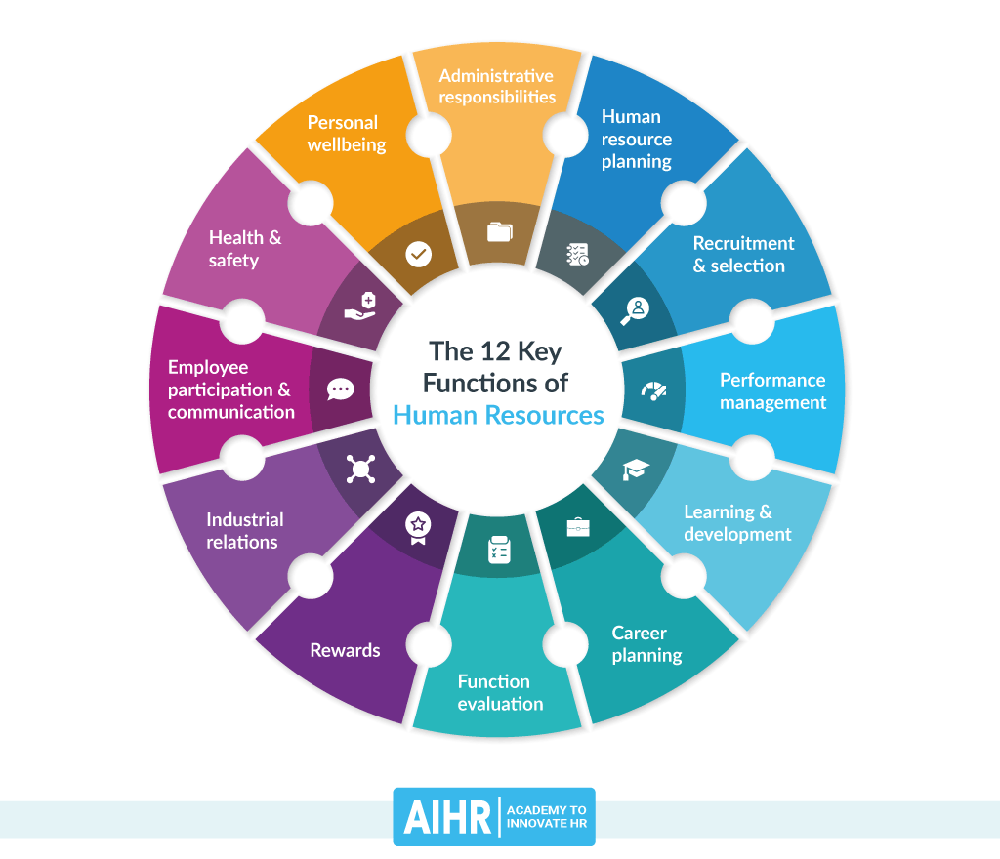 The 12 Key
Functions of
Human Resources
Administrative
responsibilities
Human
resource
planning
Recruitment
& selection
Performance
management
Learning &
development
Career
planning
Function
evaluation
Rewards
Industrial
relations
Employee
participation &
communication
Health &
safety
Personal
wellbeing
AIHR
ACADEMY TO
INNOVATE HR